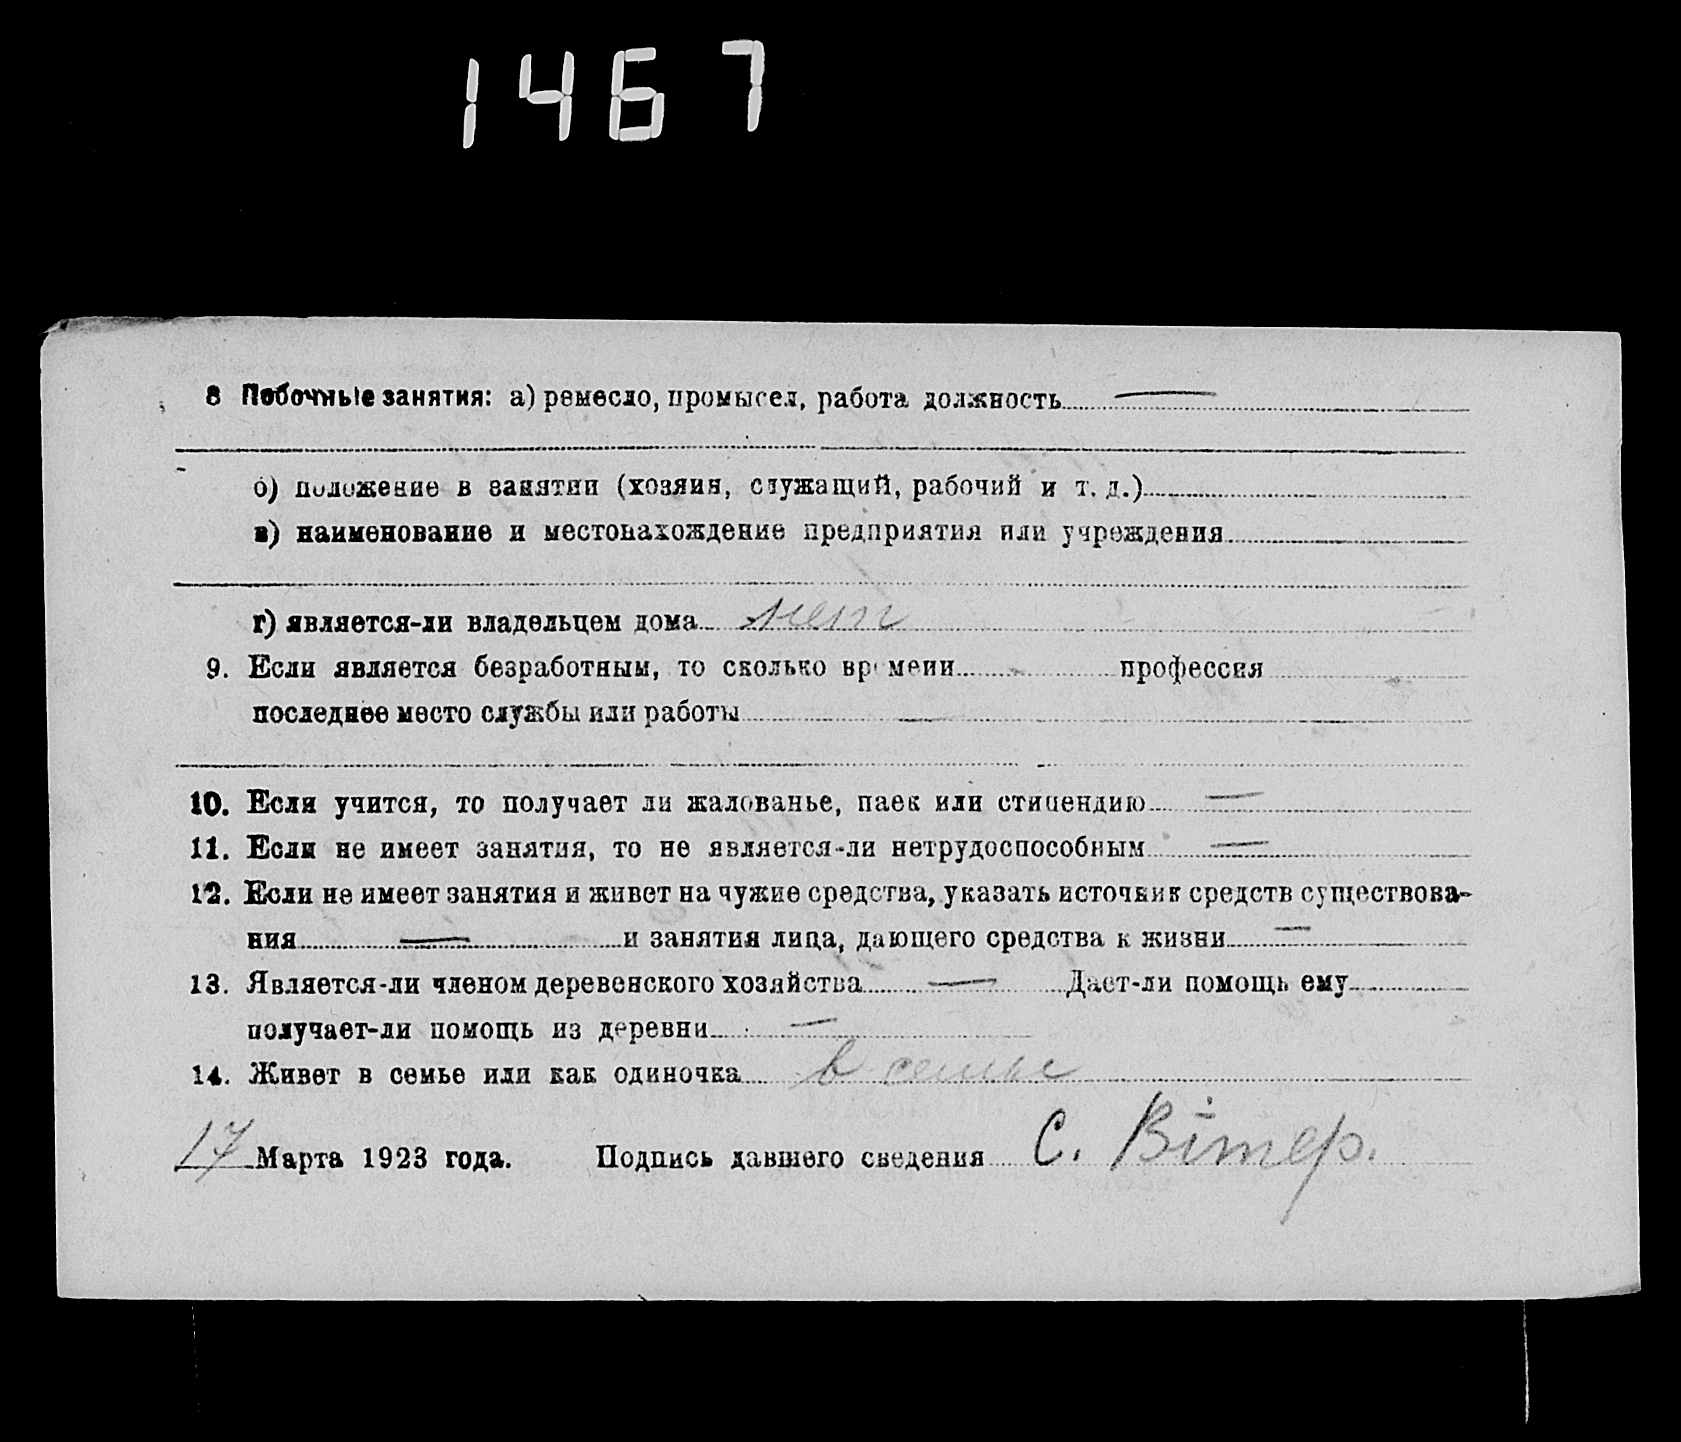 1467
8 Побочные занятия: а) ремесло, промысел, работа должность —
б) положение в занятии (хозяин, служащий, рабочий и т. д.)
в) наименование и местонахождение предприятия или учреждения
г) является-ли владельцем дома нет
9. Если является безработным, то сколько времени профессия
последнее место службы или работы —
10. Если учится, то получает ли жалованье, паек или стипендию —
11. Если не имеет занятия, то не является-ли нетрудоспособным —
12. Если не имеет занятия и живет на чужие средства, указать источник средств существова-
ния — и занятия лица, дающего средства к жизни —
13. Является-ли членом деревенского хозяйства — Дает-ли помощь ему
получает-ли помощь из деревни —
14. Живет в семье или как одиночка в семье
17 Марта 1923 года. Подпись давшего сведения С. Вітер.